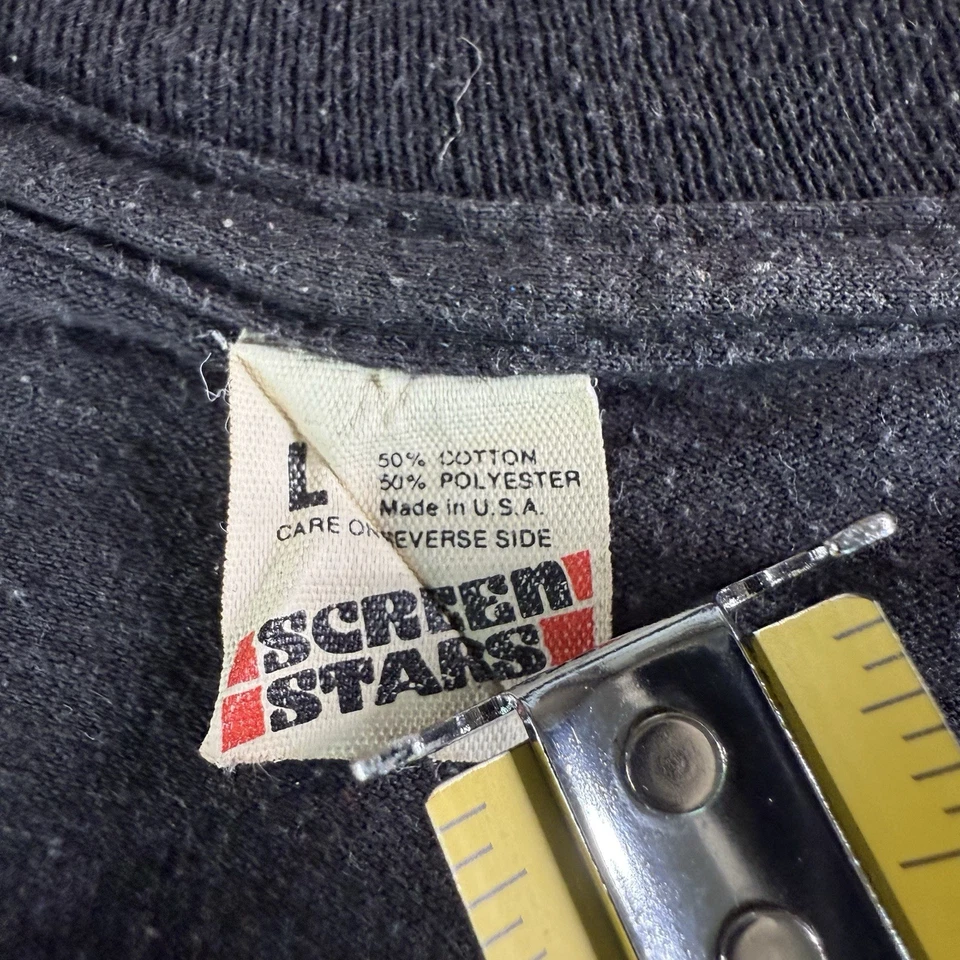 L
50% COTTON
50% POLYESTER
Made in U.S.A.
CARE ON REVERSE SIDE
SCREEN
STARS